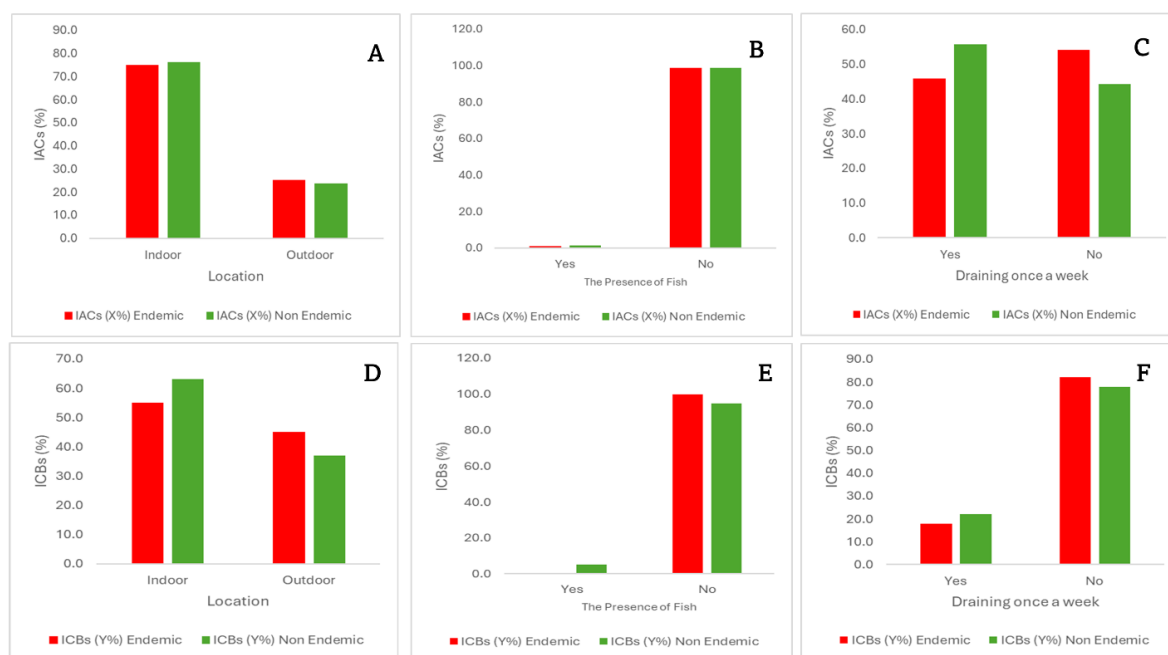 A
90.0
80.0
70.0
60.0
50.0
40.0
30.0
20.0
10.0
0.0
IACs (%)
Indoor Outdoor
Location
IACs (X%) Endemic IACs (X%) Non Endemic
B
120.0
100.0
80.0
60.0
40.0
20.0
0.0
IACs (%)
Yes No
The Presence of Fish
IACs (X%) Endemic IACs (X%) Non Endemic
C
60.0
50.0
40.0
30.0
20.0
10.0
0.0
IACs (%)
Yes No
Draining once a week
IACs (X%) Endemic IACs (X%) Non Endemic
D
70.0
60.0
50.0
40.0
30.0
20.0
10.0
0.0
ICBs (%)
Indoor Outdoor
Location
ICBs (Y%) Endemic ICBs (Y%) Non Endemic
E
120.0
100.0
80.0
60.0
40.0
20.0
0.0
ICBs (%)
Yes No
The Presence of Fish
ICBs (Y%) Endemic ICBs (Y%) Non Endemic
F
90.0
80.0
70.0
60.0
50.0
40.0
30.0
20.0
10.0
0.0
ICBs (%)
Yes No
Draining once a week
ICBs (Y%) Endemic ICBs (Y%) Non Endemic